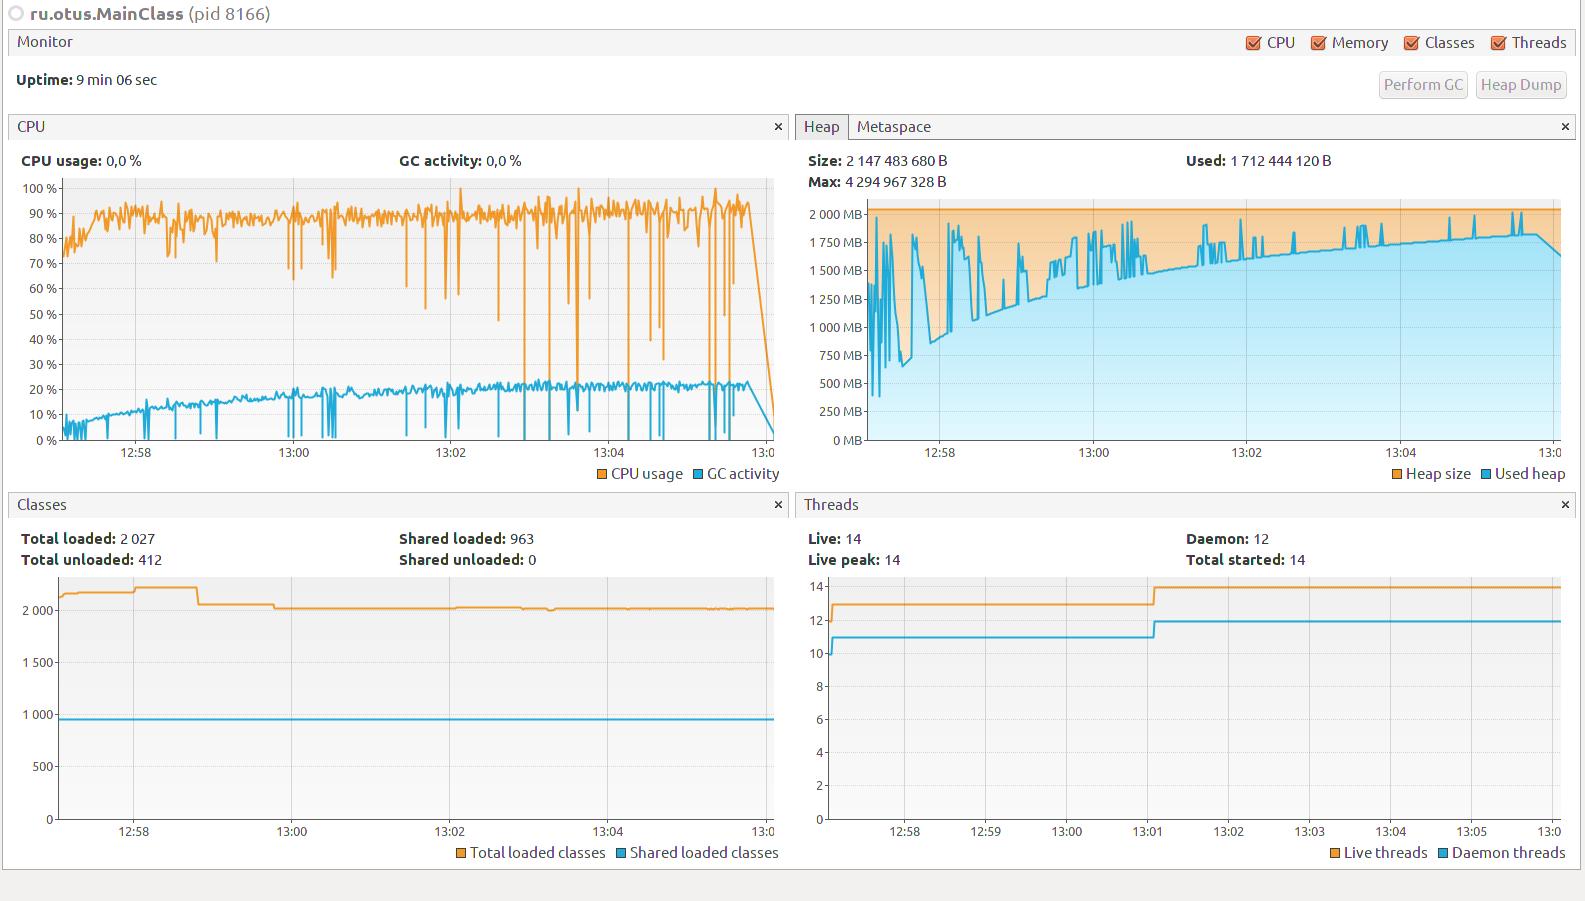 ru.otus.MainClass (pid 8166)
Monitor
CPU Memory Classes Threads
Uptime: 9 min 06 sec
Perform GC Heap Dump
CPU ×
CPU usage: 0,0 % GC activity: 0,0 %
100 %
90 %
80 %
70 %
60 %
50 %
40 %
30 %
20 %
10 %
0 %
12:58 13:00 13:02 13:04 13:0
CPU usage GC activity
Heap Metaspace ×
Size: 2 147 483 680 B Used: 1 712 444 120 B
Max: 4 294 967 328 B
2 000 MB
1 750 MB
1 500 MB
1 250 MB
1 000 MB
750 MB
500 MB
250 MB
0 MB
12:58 13:00 13:02 13:04 13:0
Heap size Used heap
Classes ×
Total loaded: 2 027 Shared loaded: 963
Total unloaded: 412 Shared unloaded: 0
2 000
1 500
1 000
500
0
12:58 13:00 13:02 13:04 13:0
Total loaded classes Shared loaded classes
Threads ×
Live: 14 Daemon: 12
Live peak: 14 Total started: 14
14
12
10
8
6
4
2
0
12:58 12:59 13:00 13:01 13:02 13:03 13:04 13:05 13:0
Live threads Daemon threads